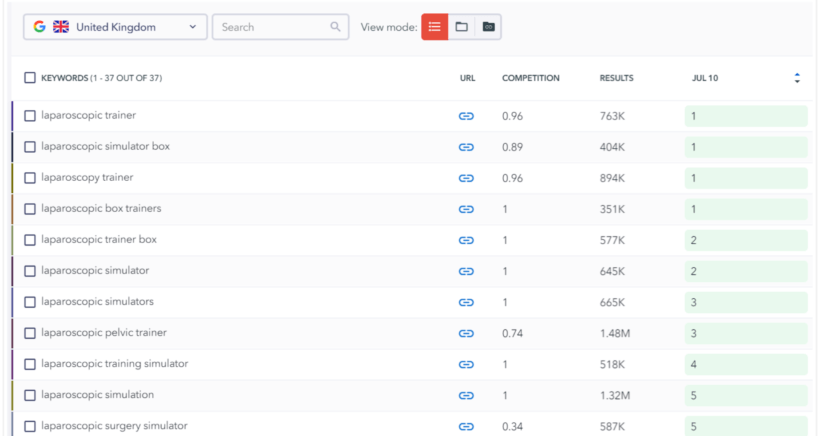 United Kingdom Search View mode:
KEYWORDS (1 - 37 OUT OF 37) URL COMPETITION RESULTS JUL 10
laparoscopic trainer 0.96 763K 1
laparoscopic simulator box 0.89 404K 1
laparoscopy trainer 0.96 894K 1
laparoscopic box trainers 1 351K 1
laparoscopic trainer box 1 577K 2
laparoscopic simulator 1 645K 2
laparoscopic simulators 1 665K 3
laparoscopic pelvic trainer 0.74 1.48M 3
laparoscopic training simulator 1 518K 4
laparoscopic simulation 1 1.32M 5
laparoscopic surgery simulator 0.34 587K 5